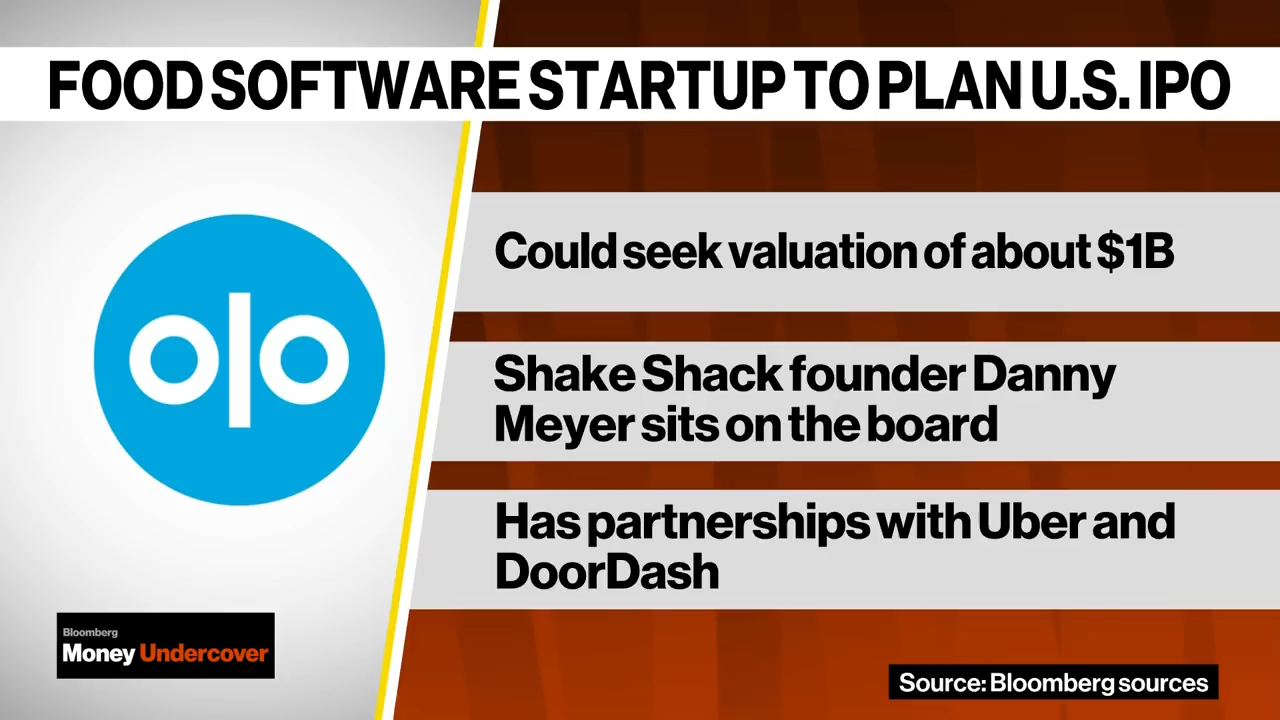 FOOD SOFTWARE STARTUP TO PLAN U.S. IPO
olo
Could seek valuation of about $1B
Shake Shack founder Danny
Meyer sits on the board
Has partnerships with Uber and
DoorDash
Bloomberg
Money Undercover
Source: Bloomberg sources